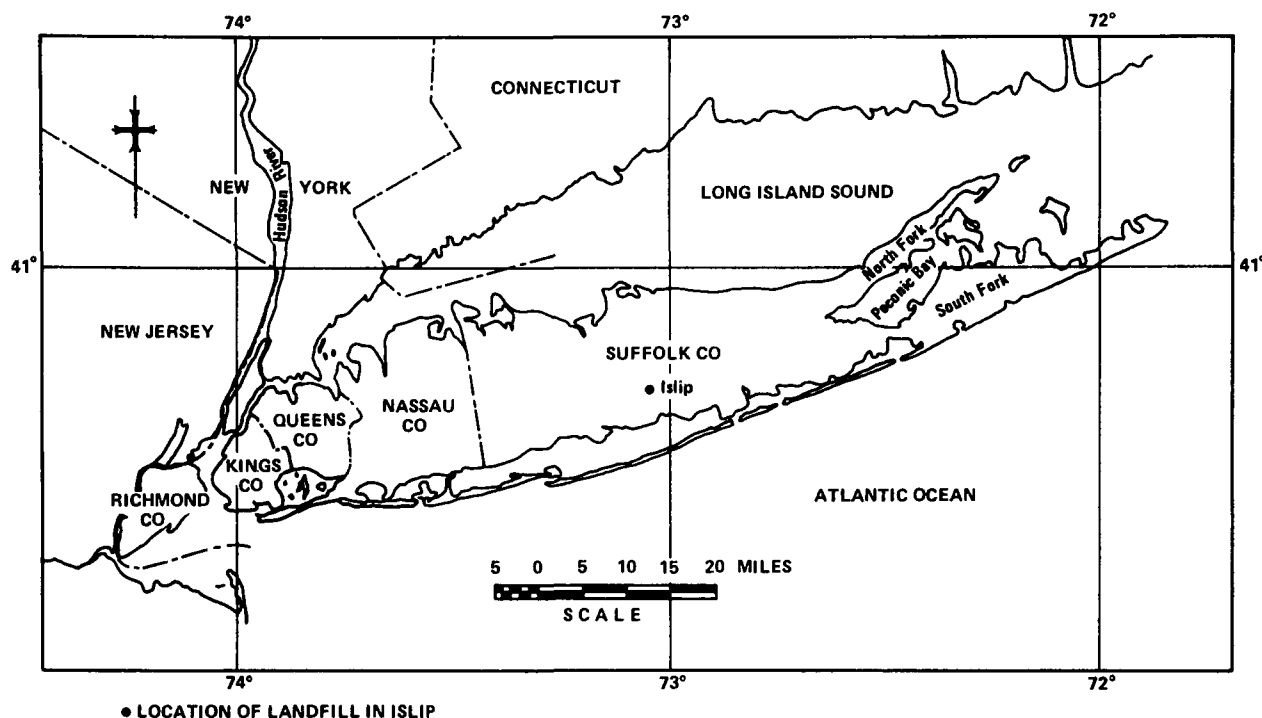 74° 73° 72°
CONNECTICUT
Hudson River
NEW YORK
LONG ISLAND SOUND
41° 41°
North Fork
Peconic Bay
South Fork
NEW JERSEY
SUFFOLK CO
Islip
NASSAU
CO
QUEENS
CO
KINGS
CO
RICHMOND
CO
ATLANTIC OCEAN
5 0 5 10 15 20 MILES
SCALE
74° 73° 72°
• LOCATION OF LANDFILL IN ISLIP